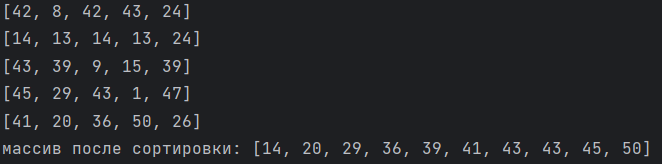 [42, 8, 42, 43, 24]
[14, 13, 14, 13, 24]
[43, 39, 9, 15, 39]
[45, 29, 43, 1, 47]
[41, 20, 36, 50, 26]
массив после сортировки: [14, 20, 29, 36, 39, 41, 43, 43, 45, 50]